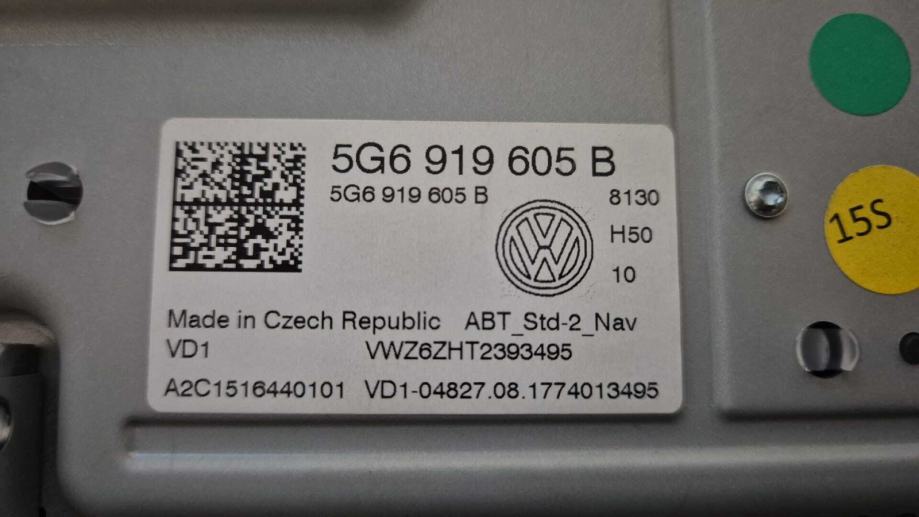 5G6 919 605 B
5G6 919 605 B 8130
H50
10
Made in Czech Republic ABT_Std-2_Nav
VD1 VWZ6ZHT2393495
A2C1516440101 VD1-04827.08.1774013495
15S